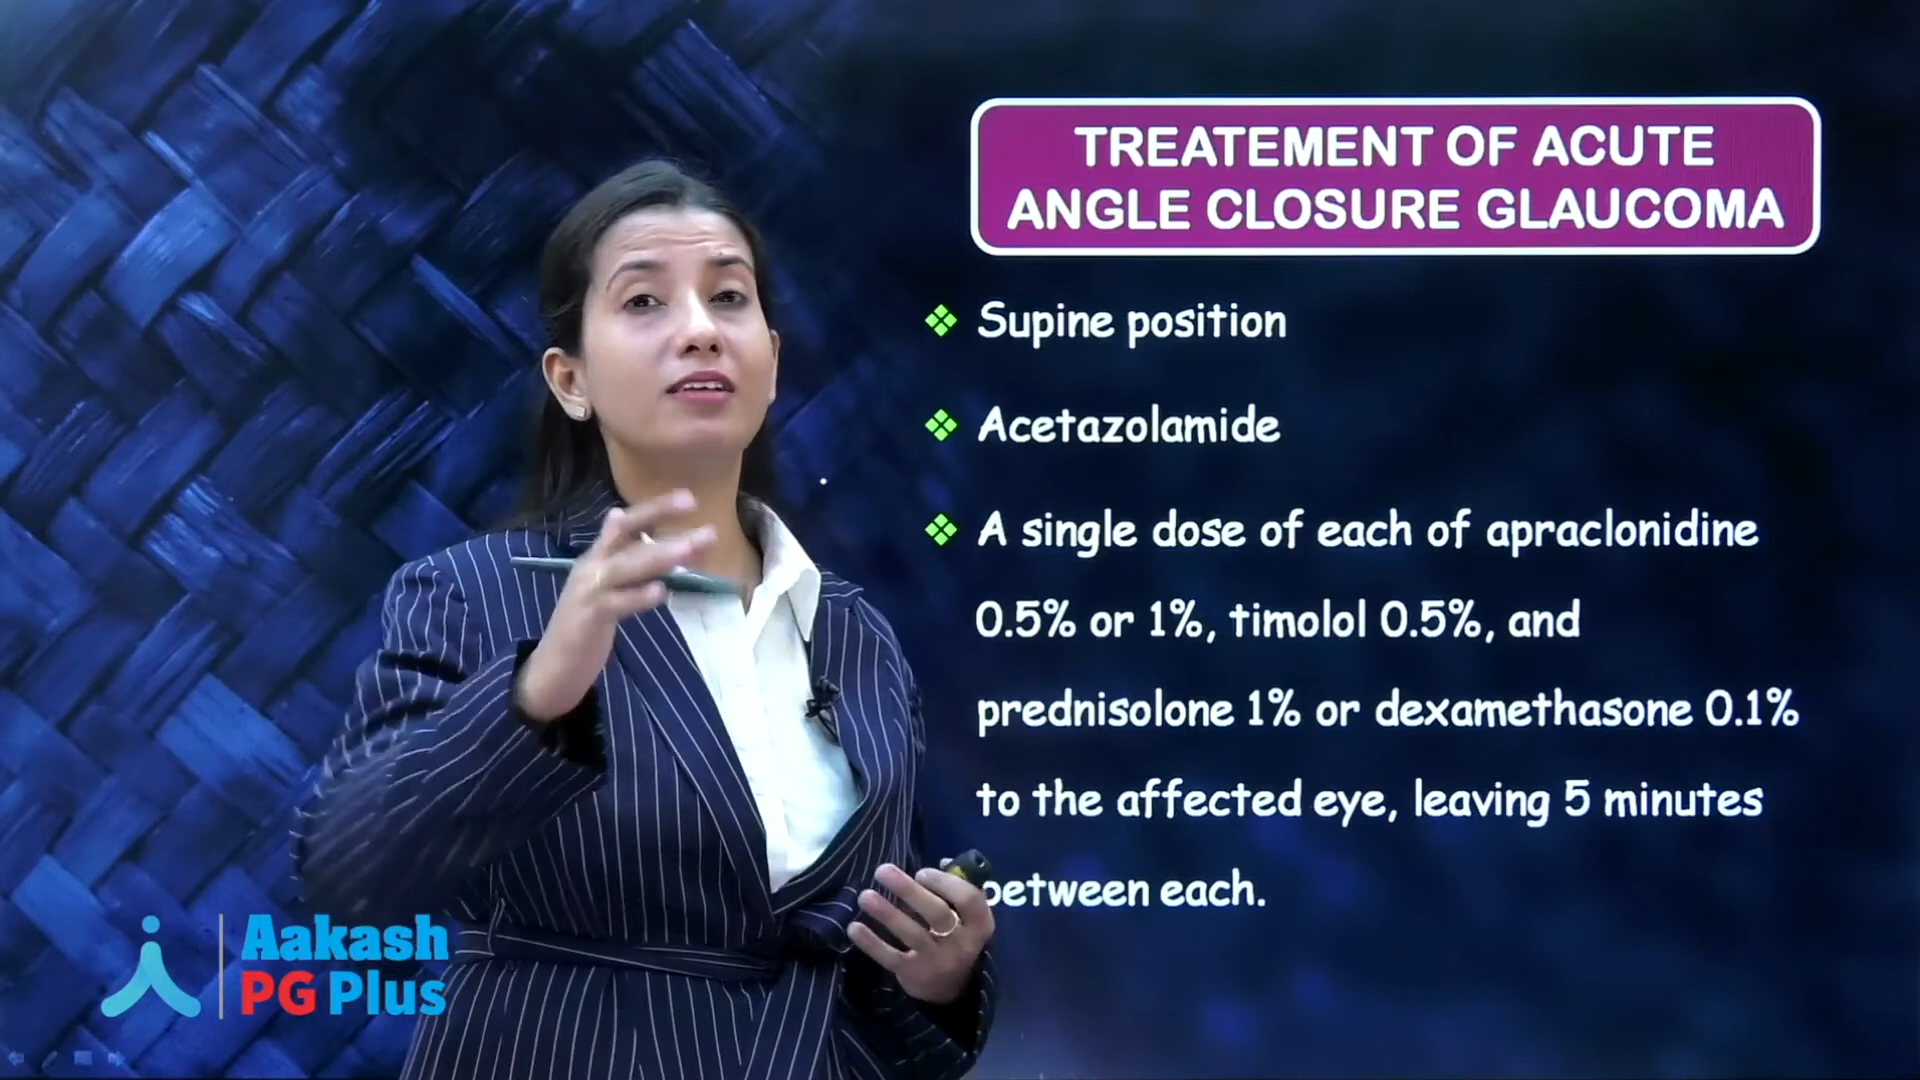 TREATEMENT OF ACUTE
ANGLE CLOSURE GLAUCOMA
Supine position
Acetazolamide
A single dose of each of apraclonidine
0.5% or 1%, timolol 0.5%, and
prednisolone 1% or dexamethasone 0.1%
to the affected eye, leaving 5 minutes
between each.
Aakash
PG Plus